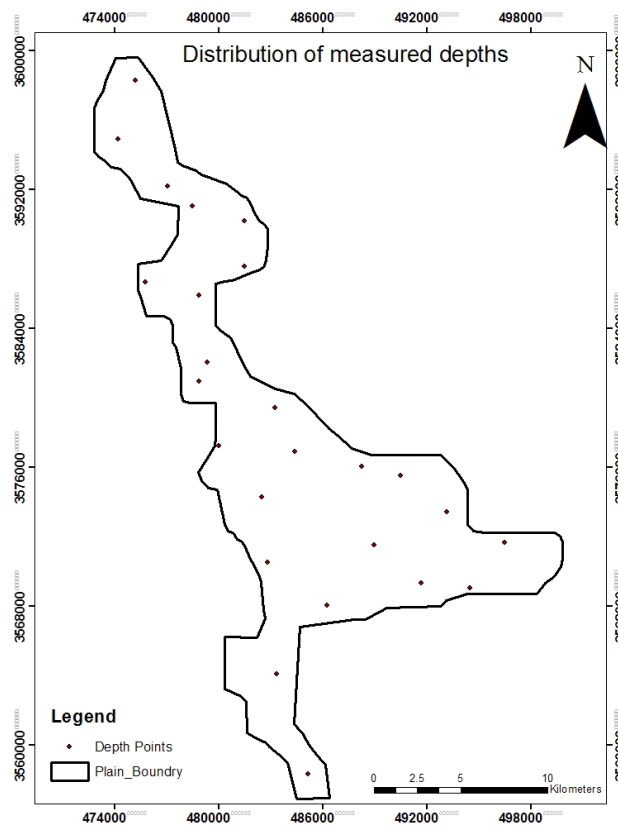 474000 480000 486000 492000 498000
Distribution of measured depths
N
3600000
3592000
3584000
3576000
3568000
3560000
Legend
Depth Points
Plain_Boundry
0 2.5 5 10
Kilometers
474000 480000 486000 492000 498000